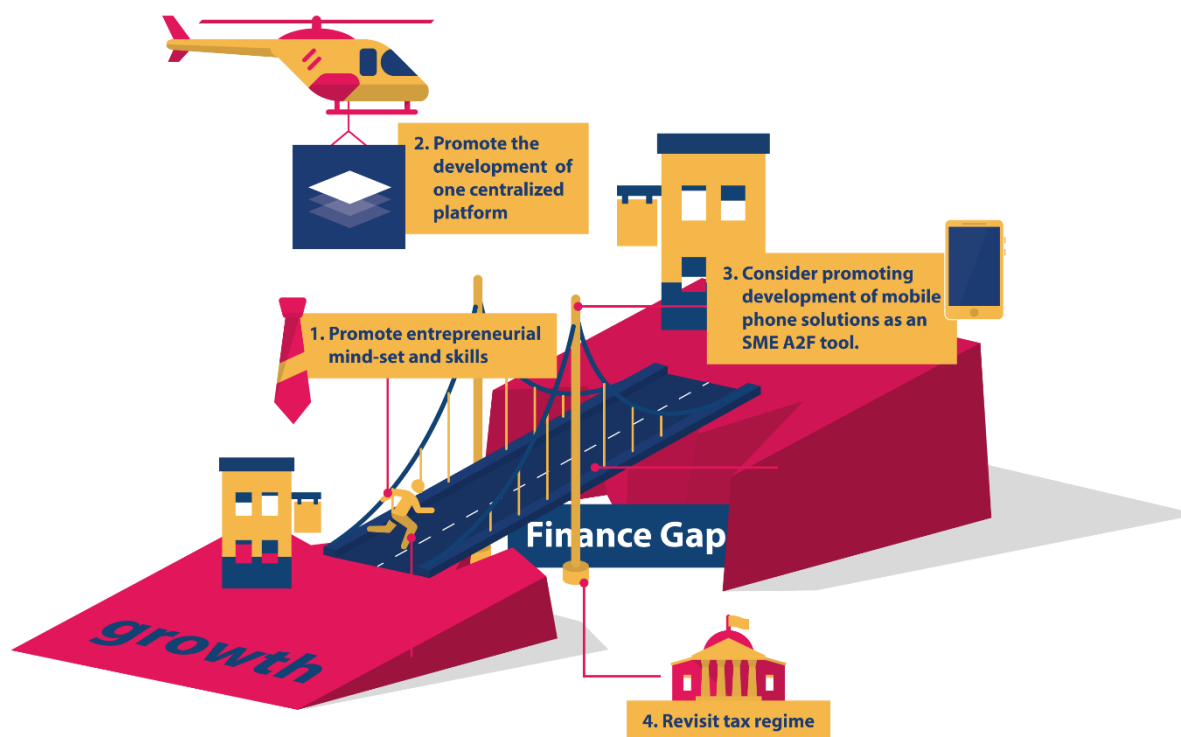 2. Promote the
development of
one centralized
platform
3. Consider promoting
development of mobile
phone solutions as an
SME A2F tool.
1. Promote entrepreneurial
mind-set and skills
Finance Gap
growth
4. Revisit tax regime